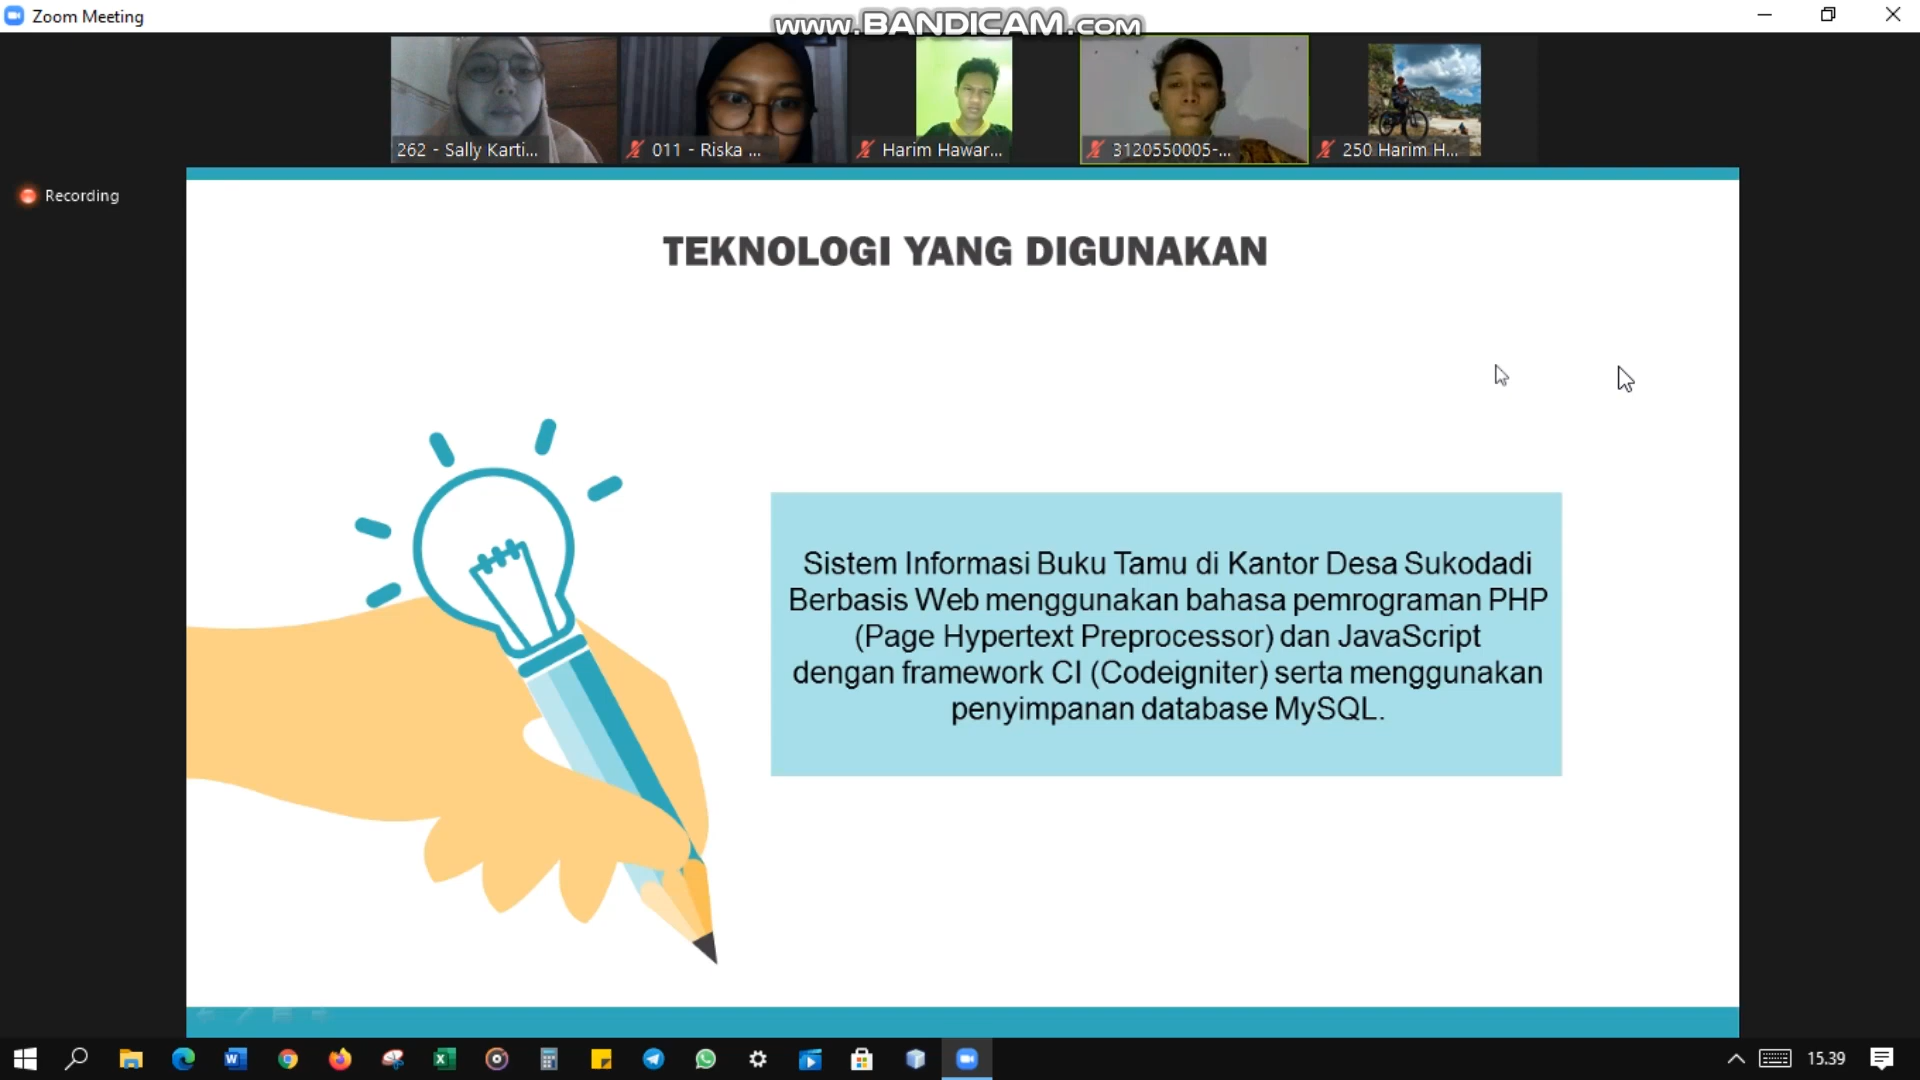 Zoom Meeting
www.BANDICAM.com
262 - Sally Karti...
011 - Riska ...
Harim Hawar...
3120550005-...
250 Harim H...
Recording
TEKNOLOGI YANG DIGUNAKAN
Sistem Informasi Buku Tamu di Kantor Desa Sukodadi
Berbasis Web menggunakan bahasa pemrograman PHP
(Page Hypertext Preprocessor) dan JavaScript
dengan framework CI (Codeigniter) serta menggunakan
penyimpanan database MySQL.
15.39